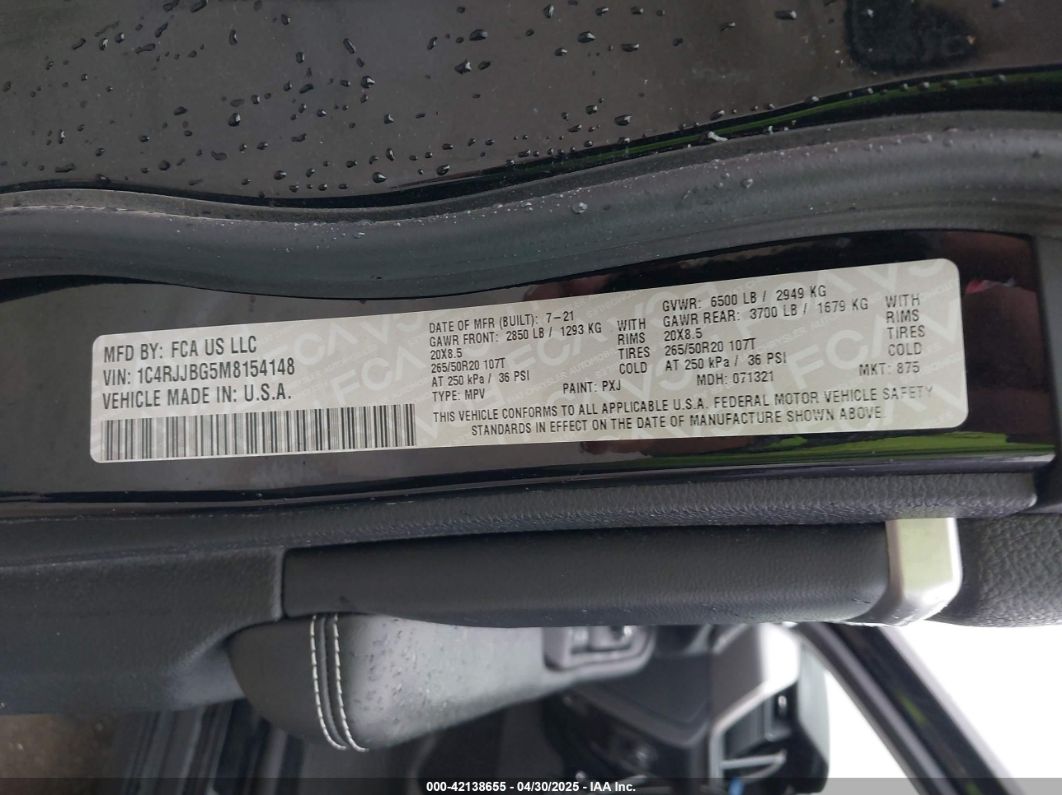 MFD BY: FCA US LLC
VIN: 1C4RJJBG5M8154148
VEHICLE MADE IN: U.S.A.
DATE OF MFR (BUILT): 7-21
GAWR FRONT: 2850 LB / 1293 KG WITH
20X8.5 RIMS
265/50R20 107T TIRES
AT 250 kPa / 36 PSI COLD
TYPE: MPV PAINT: PXJ
GVWR: 6500 LB / 2949 KG
GAWR REAR: 3700 LB / 1679 KG WITH
20X8.5 RIMS
265/50R20 107T TIRES
AT 250 kPa / 36 PSI COLD
MDH: 071321 MKT: 875
THIS VEHICLE CONFORMS TO ALL APPLICABLE U.S.A. FEDERAL MOTOR VEHICLE SAFETY
STANDARDS IN EFFECT ON THE DATE OF MANUFACTURE SHOWN ABOVE.
000-42138655 - 04/30/2025 - IAA Inc.